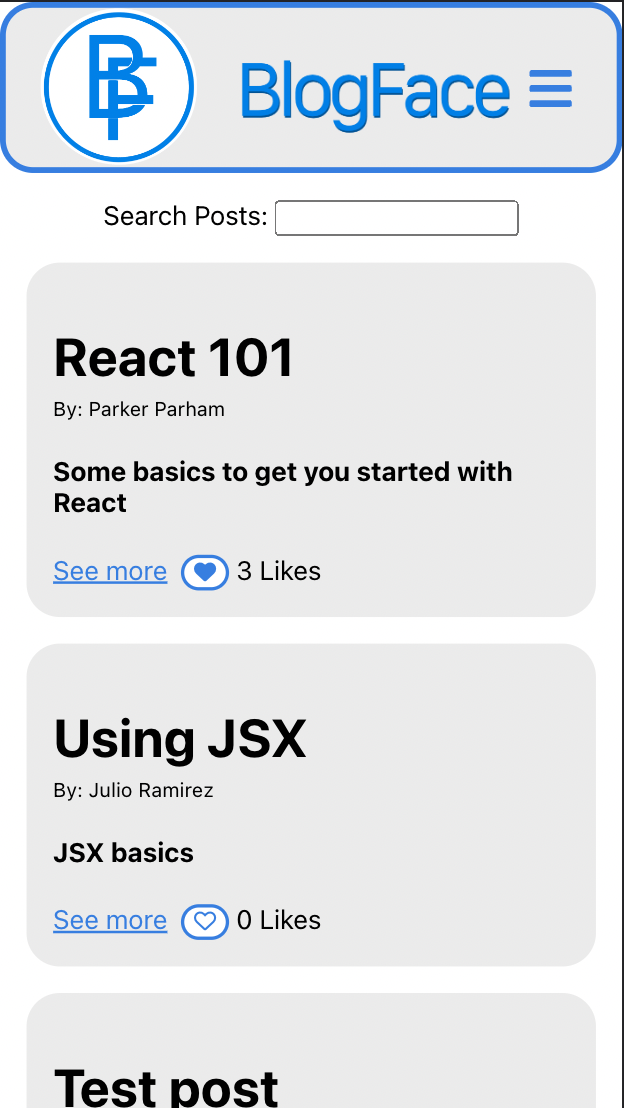 BF
BlogFace
Search Posts:
React 101
By: Parker Parham
Some basics to get you started with
React
See more 3 Likes
Using JSX
By: Julio Ramirez
JSX basics
See more 0 Likes
Test post